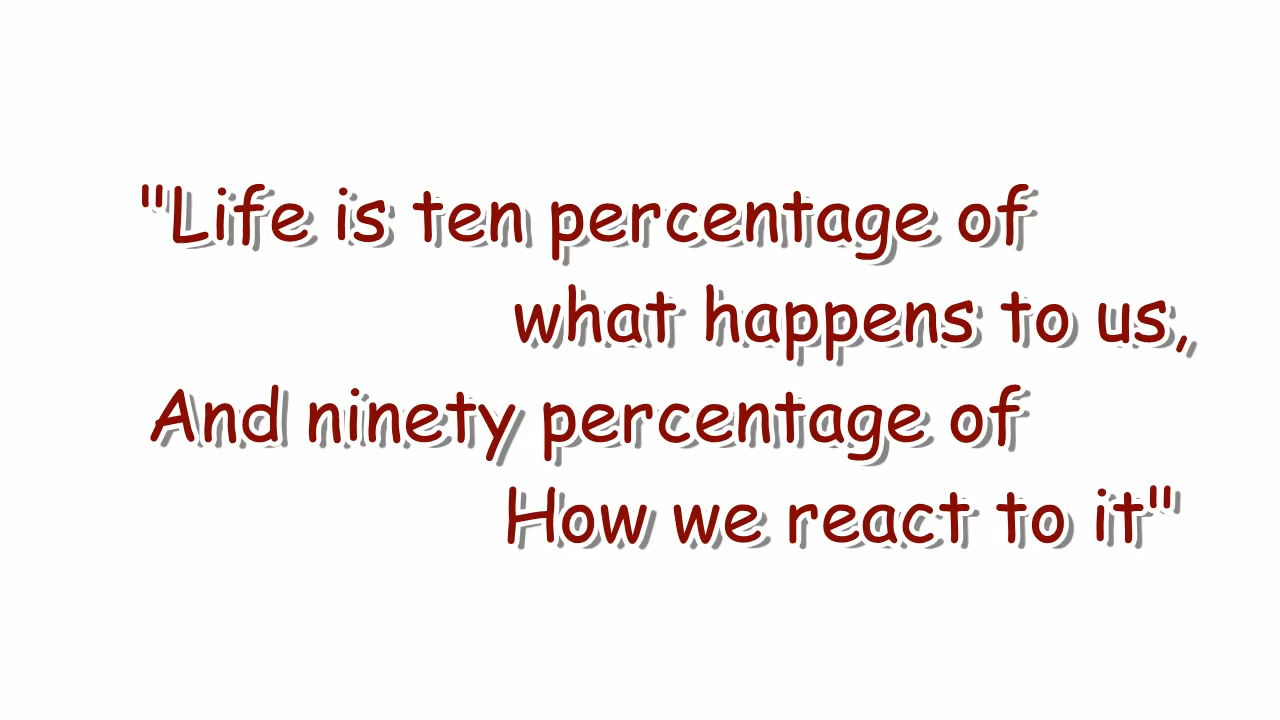 "Life is ten percentage of
what happens to us,
And ninety percentage of
How we react to it"